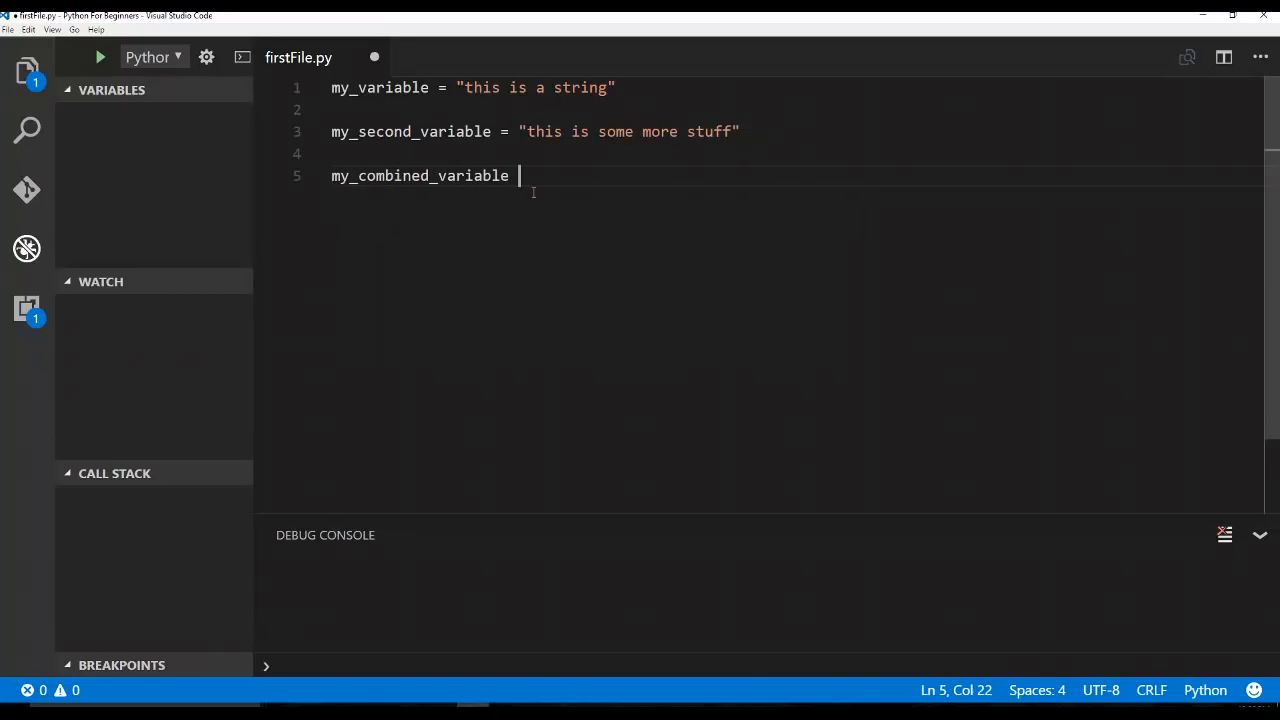 firstFile.py - Python For Beginners - Visual Studio Code
File Edit View Go Help
Python firstFile.py
VARIABLES
1 my_variable = "this is a string"
2
3 my_second_variable = "this is some more stuff"
4
5 my_combined_variable
1
WATCH
1
CALL STACK
DEBUG CONSOLE
BREAKPOINTS
0 0 Ln 5, Col 22 Spaces: 4 UTF-8 CRLF Python